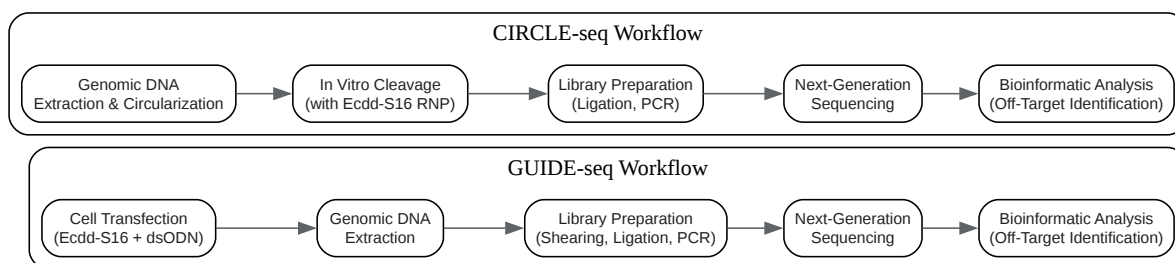 CIRCLE-seq Workflow
Genomic DNA
Extraction & Circularization
In Vitro Cleavage
(with Ecdd-S16 RNP)
Library Preparation
(Ligation, PCR)
Next-Generation
Sequencing
Bioinformatic Analysis
(Off-Target Identification)
GUIDE-seq Workflow
Cell Transfection
(Ecdd-S16 + dsODN)
Genomic DNA
Extraction
Library Preparation
(Shearing, Ligation, PCR)
Next-Generation
Sequencing
Bioinformatic Analysis
(Off-Target Identification)